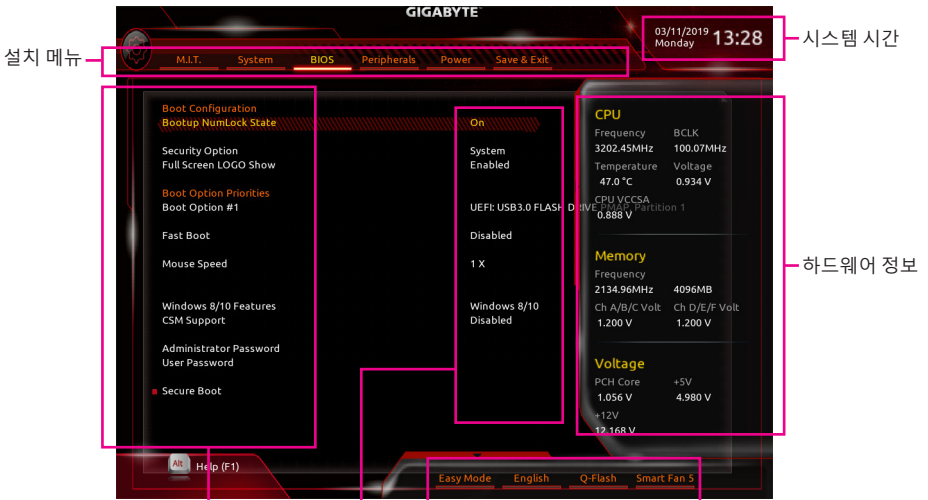 GIGABYTE
03/11/2019
Monday
13:28
시스템 시간
설치 메뉴
M.I.T. System BIOS Peripherals Power Save & Exit
Boot Configuration
Bootup NumLock State On
Security Option System
Full Screen LOGO Show Enabled
Boot Option Priorities
Boot Option #1 UEFI: USB3.0 FLASH DRIVE PMAP, Partition 1
Fast Boot Disabled
Mouse Speed 1 X
Windows 8/10 Features Windows 8/10
CSM Support Disabled
Administrator Password
User Password
Secure Boot
CPU
Frequency BCLK
3202.45MHz 100.07MHz
Temperature Voltage
47.0 °C 0.934 V
CPU VCCSA
0.888 V
Memory
Frequency
2134.96MHz 4096MB
Ch A/B/C Volt Ch D/E/F Volt
1.200 V 1.200 V
Voltage
PCH Core +5V
1.056 V 4.980 V
+12V
12.168 V
하드웨어 정보
Alt Help (F1)
Easy Mode English Q-Flash Smart Fan 5